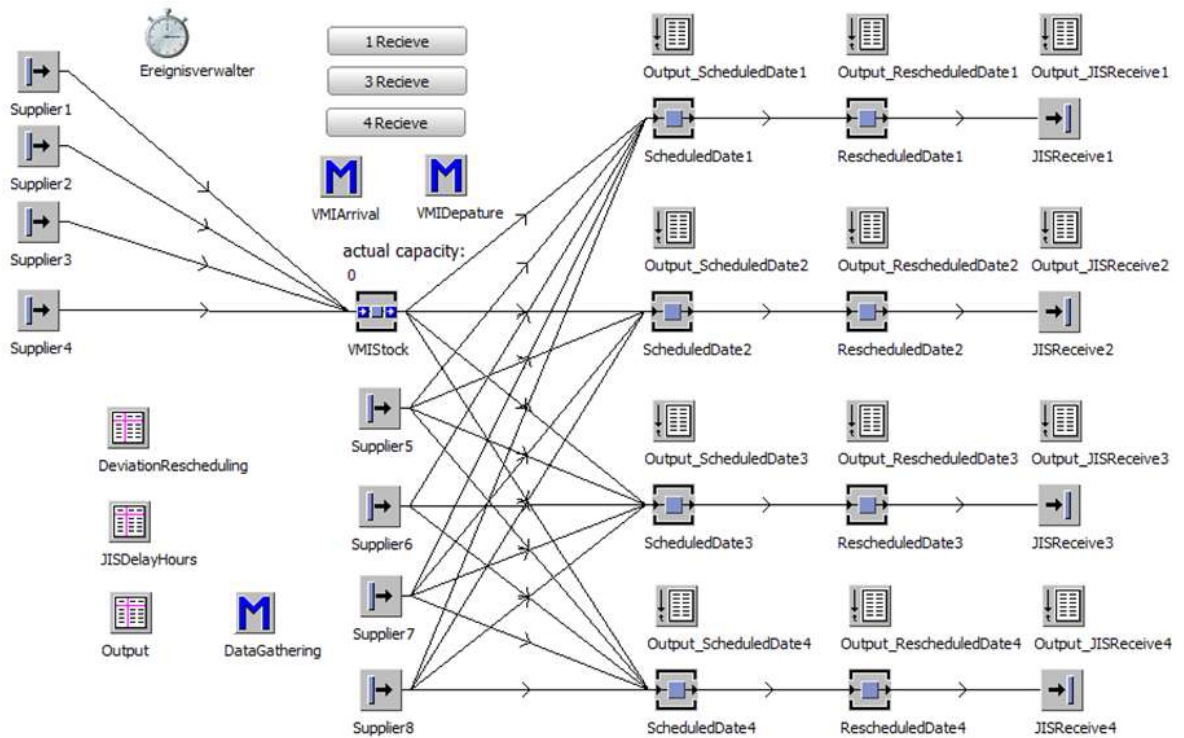 Ereignisverwalter
1 Recieve
3 Recieve
4 Recieve
Supplier1
Supplier2
Supplier3
Supplier4
VMIArrival
VMIDepature
actual capacity:
0
VMIStock
Output_ScheduledDate1
Output_RescheduledDate1
Output_JISReceive1
ScheduledDate1
RescheduledDate1
JISReceive1
Output_ScheduledDate2
Output_RescheduledDate2
Output_JISReceive2
ScheduledDate2
RescheduledDate2
JISReceive2
DeviationRescheduling
JISDelayHours
Output
DataGathering
Supplier5
Supplier6
Supplier7
Supplier8
Output_ScheduledDate3
Output_RescheduledDate3
Output_JISReceive3
ScheduledDate3
RescheduledDate3
JISReceive3
Output_ScheduledDate4
Output_RescheduledDate4
Output_JISReceive4
ScheduledDate4
RescheduledDate4
JISReceive4